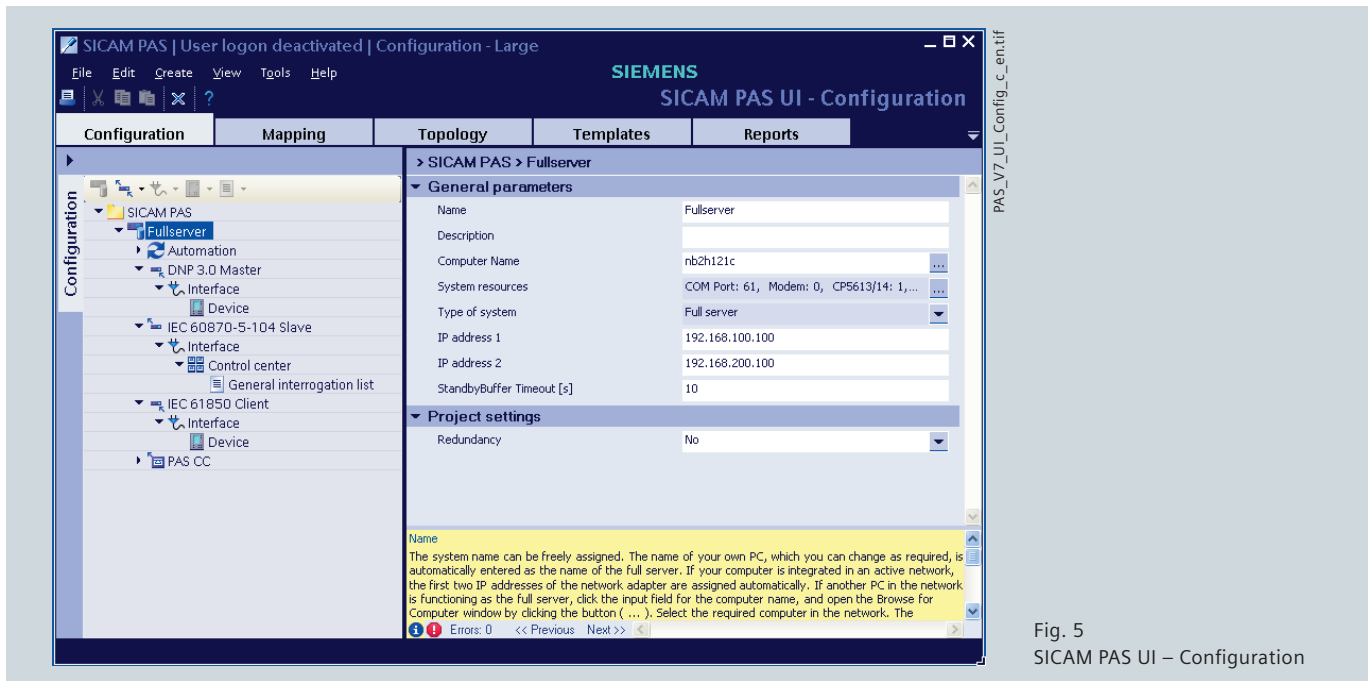 SICAM PAS | User logon deactivated | Configuration - Large
File Edit Create View Tools Help
SIEMENS
SICAM PAS UI - Configuration
Configuration Mapping Topology Templates Reports
Configuration
SICAM PAS
Fullserver
Automation
DNP 3.0 Master
Interface
Device
IEC 60870-5-104 Slave
Interface
Control center
General interrogation list
IEC 61850 Client
Interface
Device
PAS CC
> SICAM PAS > Fullserver
General parameters
Name Fullserver
Description
Computer Name nb2h121c ...
System resources COM Port: 61, Modem: 0, CP5613/14: 1,... ...
Type of system Full server
IP address 1 192.168.100.100
IP address 2 192.168.200.100
StandbyBuffer Timeout [s] 10
Project settings
Redundancy No
Name
The system name can be freely assigned. The name of your own PC, which you can change as required, is
automatically entered as the name of the full server. If your computer is integrated in an active network,
the first two IP addresses of the network adapter are assigned automatically. If another PC in the network
is functioning as the full server, click the input field for the computer name, and open the Browse for
Computer window by clicking the button ( ... ). Select the required computer in the network. The
Errors: 0 << Previous Next >>
PAS_V7_UI_Config_c_en.tif
Fig. 5
SICAM PAS UI – Configuration